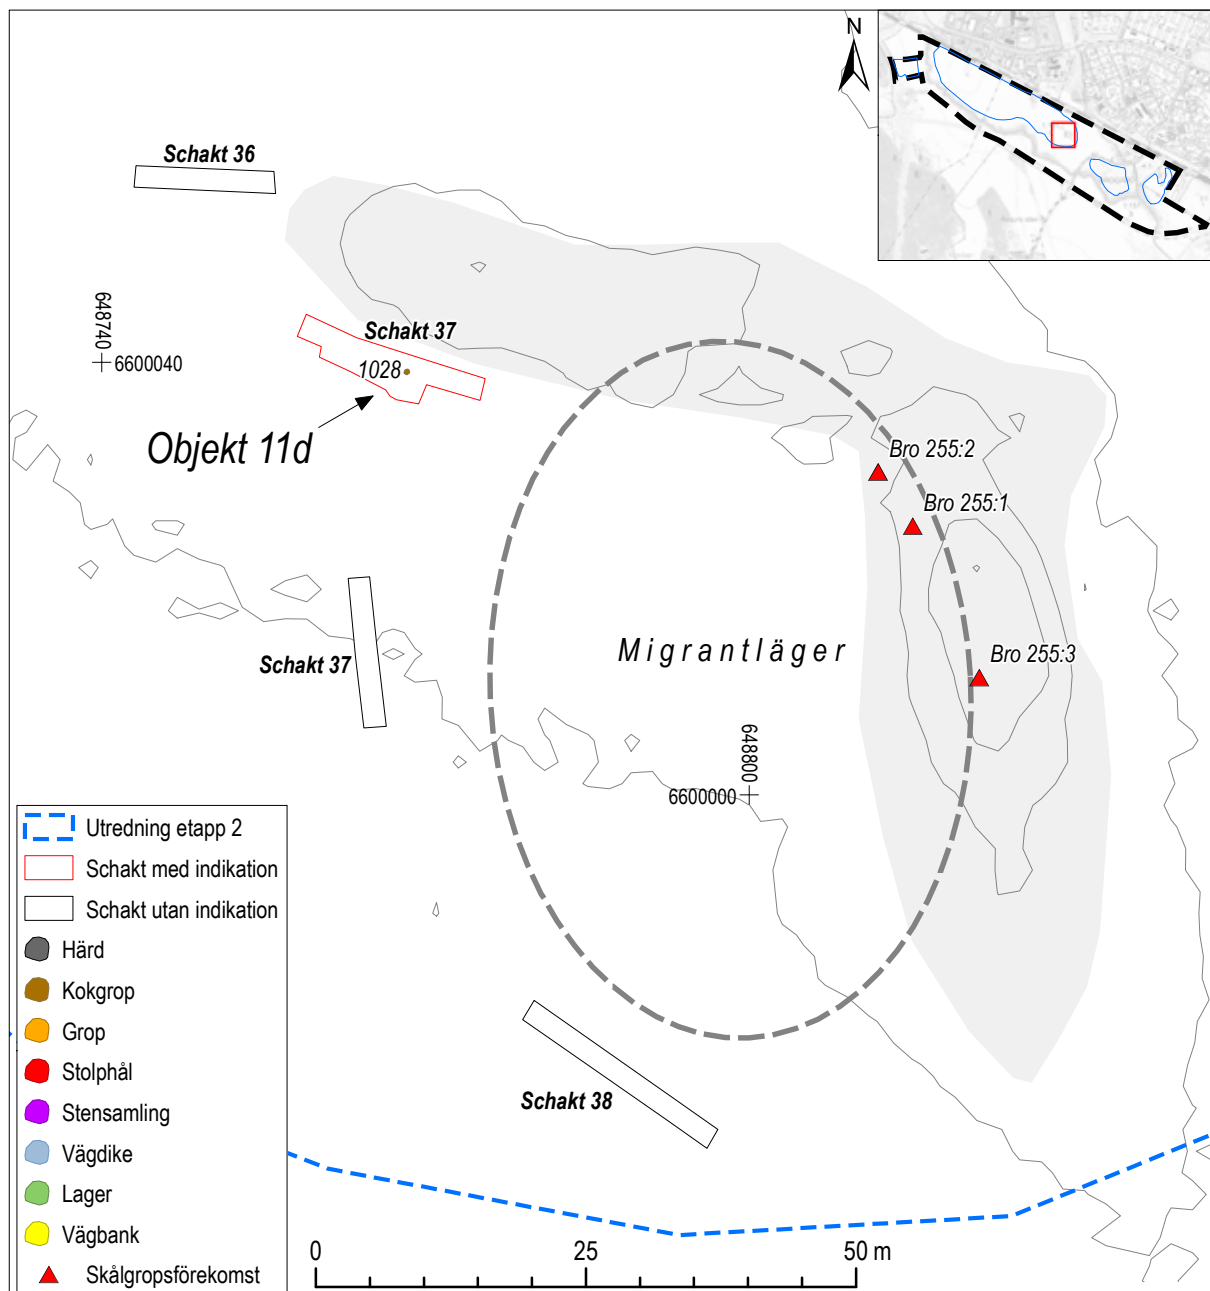 N
Schakt 36
648740
6600040
Schakt 37
1028
Objekt 11d
Bro 255:2
Bro 255:1
Schakt 37
Migrantläger
Bro 255:3
648800
6600000
Schakt 38
Utredning etapp 2
Schakt med indikation
Schakt utan indikation
Härd
Kokgrop
Grop
Stolphål
Stensamling
Vägdike
Lager
Vägbank
Skålgropsförekomst
0
25
50 m